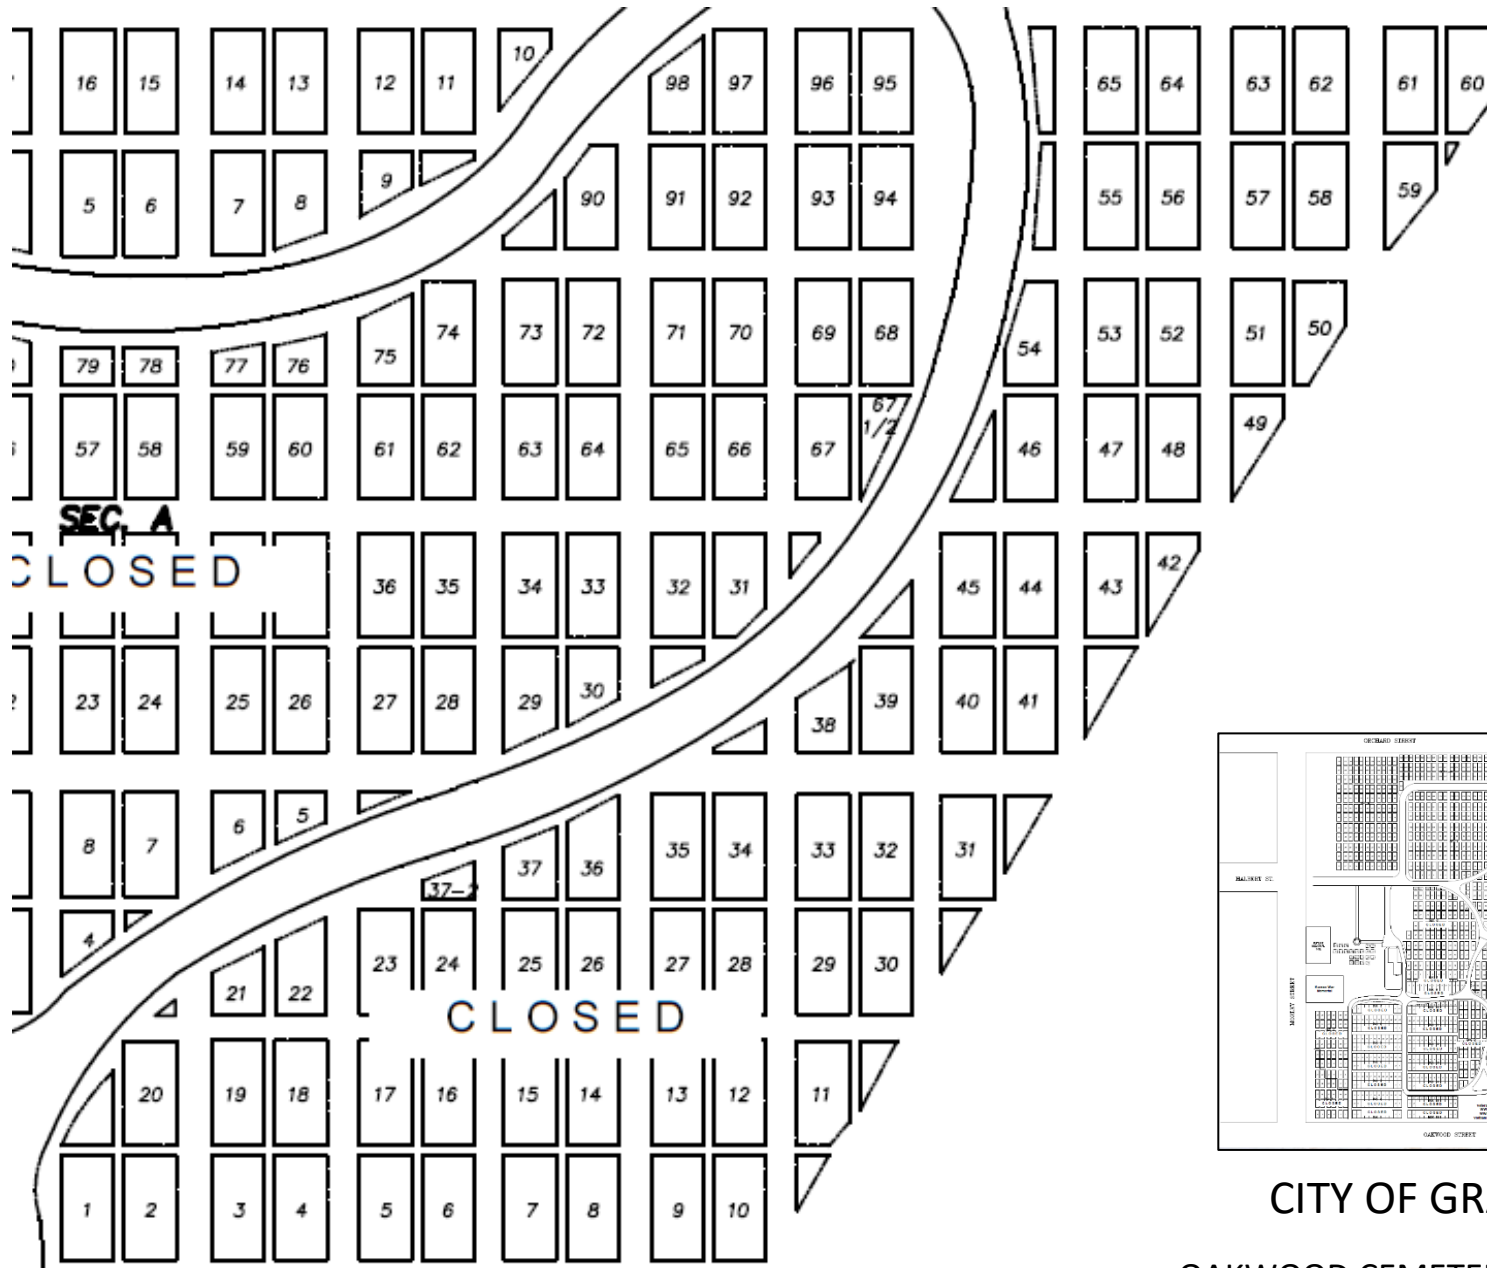 16 15 14 13 12 11 10 98 97 96 95 65 64 63 62 61 60
5 6 7 8 9 90 91 92 93 94 55 56 57 58 59
79 78 77 76 75 74 73 72 71 70 69 68 54 53 52 51 50
57 58 59 60 61 62 63 64 65 66 67 67 1/2 46 47 48 49
SEC. A
CLOSED
36 35 34 33 32 31 45 44 43 42
23 24 25 26 27 28 29 30 38 39 40 41
8 7 6 5 37-2 37 36 35 34 33 32 31
4 21 22 23 24 25 26 27 28 29 30
CLOSED
20 19 18 17 16 15 14 13 12 11
1 2 3 4 5 6 7 8 9 10
ORCHARD STREET
OAKWOOD STREET
CITY OF GRA
OAKWOOD CEMETER